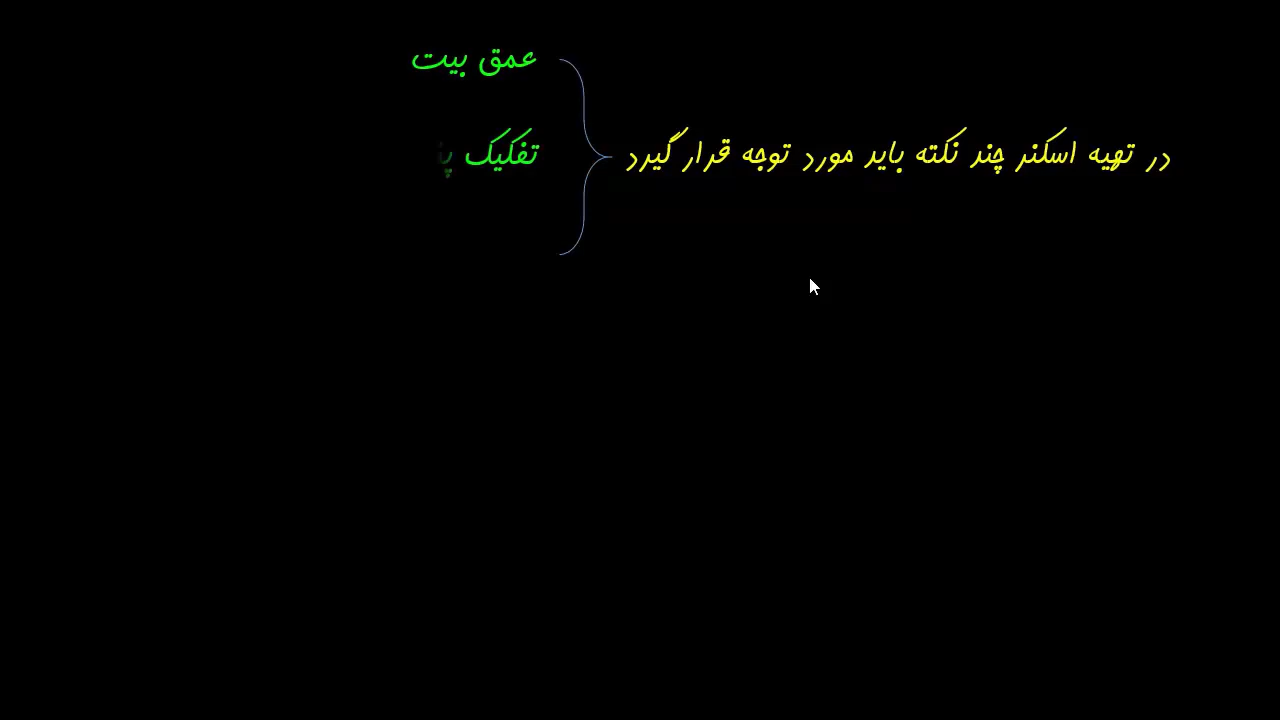 در تهیه اسکنر چند نکته باید مورد توجه قرار گیرد
عمق بیت
تفکیک